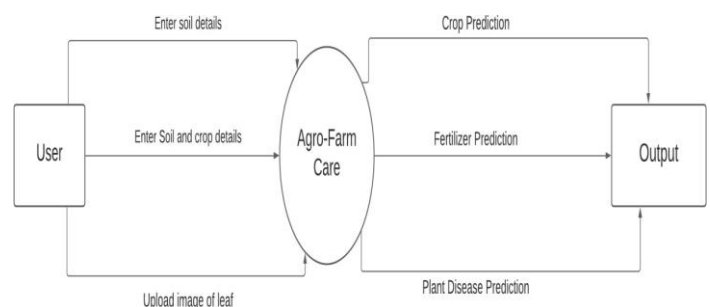 Enter soil details
Crop Prediction
User
Enter Soil and crop details
Agro-Farm
Care
Fertilizer Prediction
Output
Upload image of leaf
Plant Disease Prediction